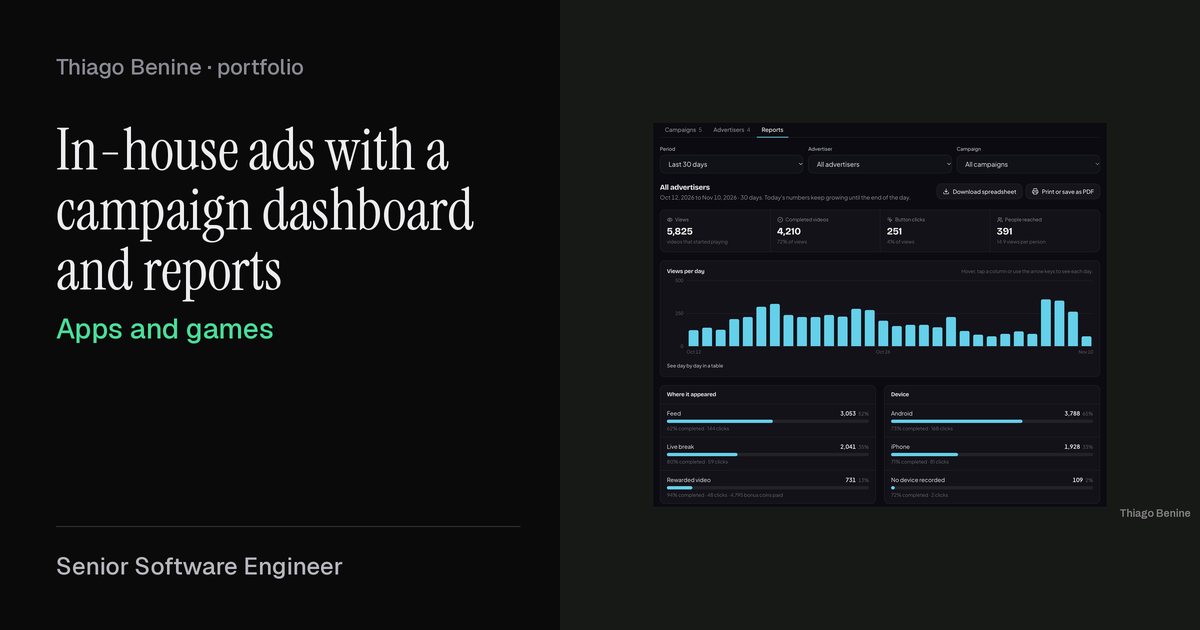 Thiago Benine · portfolio
In-house ads with a
campaign dashboard
and reports
Apps and games
Senior Software Engineer
Campaigns 5 Advertisers 4 Reports
Period Advertiser Campaign
Last 30 days All advertisers All campaigns
All advertisers
Oct 12, 2026 to Nov 10, 2026 · 30 days. Today's numbers keep growing until the end of the day.
Download spreadsheet Print or save as PDF
Views Completed videos Button clicks People reached
5,825 4,210 251 391
videos that started playing 72% of views 4% of views 14.9 views per person
Views per day
Hover, tap a column or use the arrow keys to see each day.
500
250
0
Oct 12 Oct 26 Nov 10
See day by day in a table
Where it appeared
Feed 3,053 52%
62% completed · 144 clicks
Live break 2,041 35%
80% completed · 59 clicks
Rewarded video 731 13%
94% completed · 48 clicks · 4,795 bonus coins paid
Device
Android 3,788 65%
73% completed · 168 clicks
iPhone 1,928 33%
71% completed · 81 clicks
No device recorded 109 2%
72% completed · 2 clicks
Thiago Benine